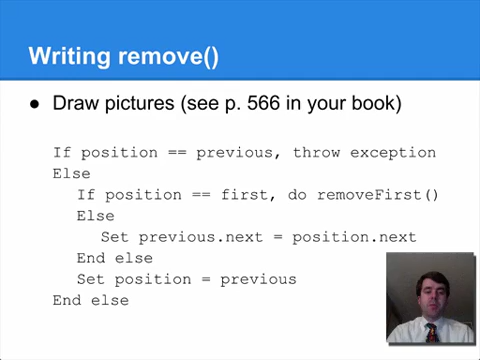 Writing remove()
● Draw pictures (see p. 566 in your book)
If position == previous, throw exception
Else
If position == first, do removeFirst()
Else
Set previous.next = position.next
End else
Set position = previous
End else